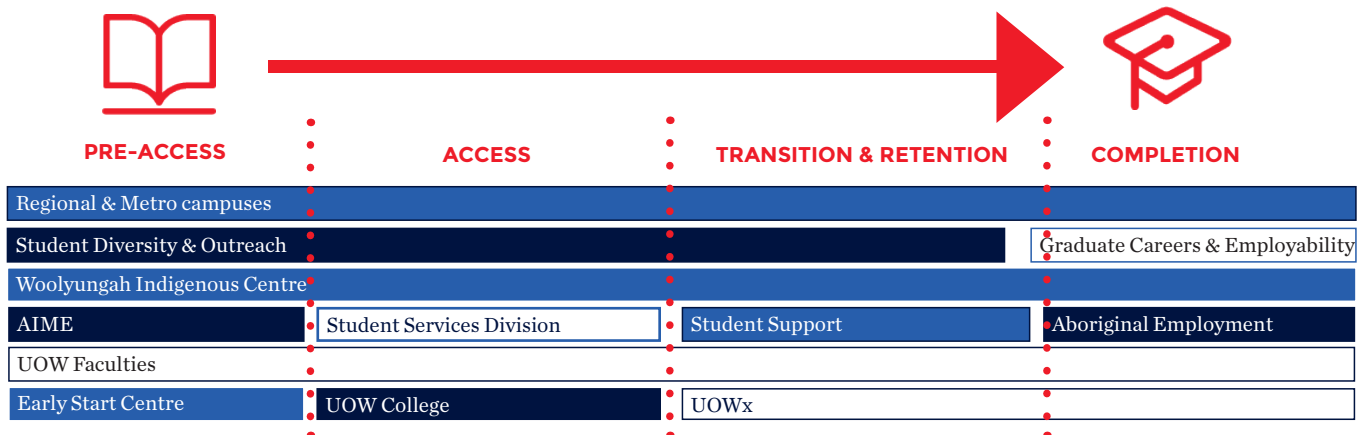 PRE-ACCESS
ACCESS
TRANSITION & RETENTION
COMPLETION
Regional & Metro campuses
Student Diversity & Outreach
Graduate Careers & Employability
Woolyungah Indigenous Centre
AIME
Student Services Division
Student Support
Aboriginal Employment
UOW Faculties
Early Start Centre
UOW College
UOWx